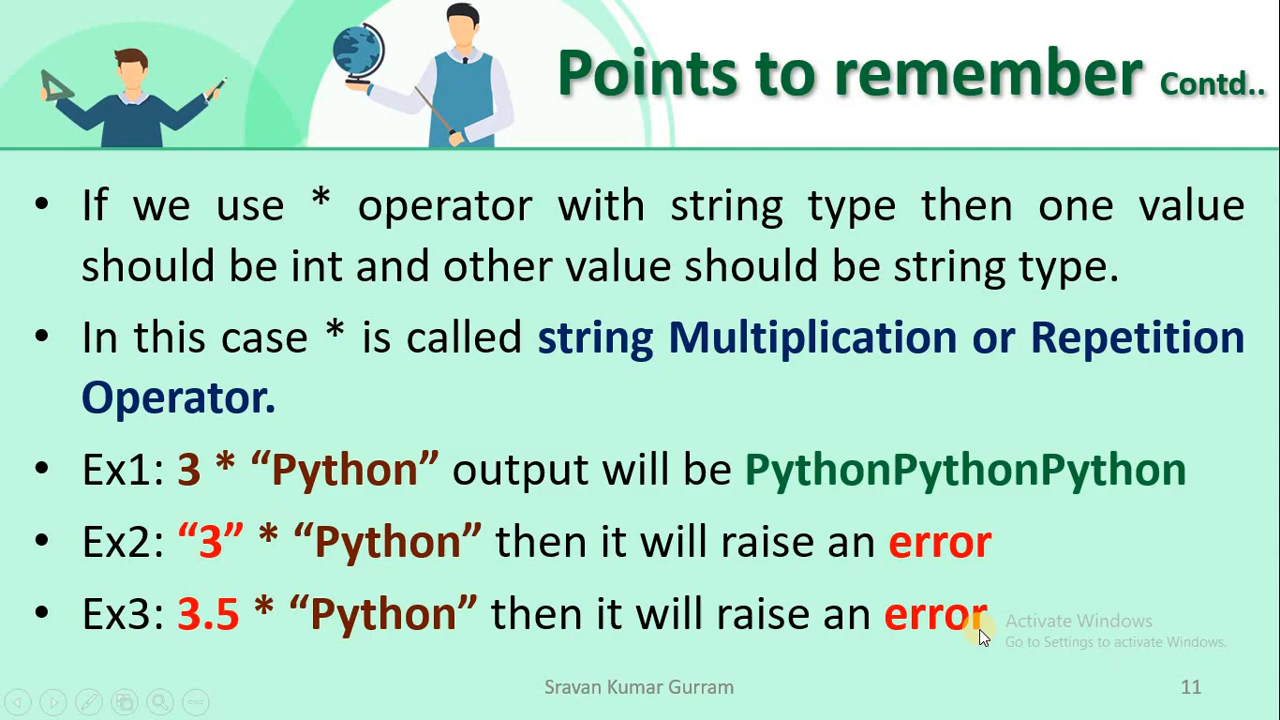 Points to remember Contd..
• If we use * operator with string type then one value
should be int and other value should be string type.
• In this case * is called string Multiplication or Repetition
Operator.
• Ex1: 3 * “Python” output will be PythonPythonPython
• Ex2: “3” * “Python” then it will raise an error
• Ex3: 3.5 * “Python” then it will raise an error
Activate Windows
Go to Settings to activate Windows.
Sravan Kumar Gurram
11